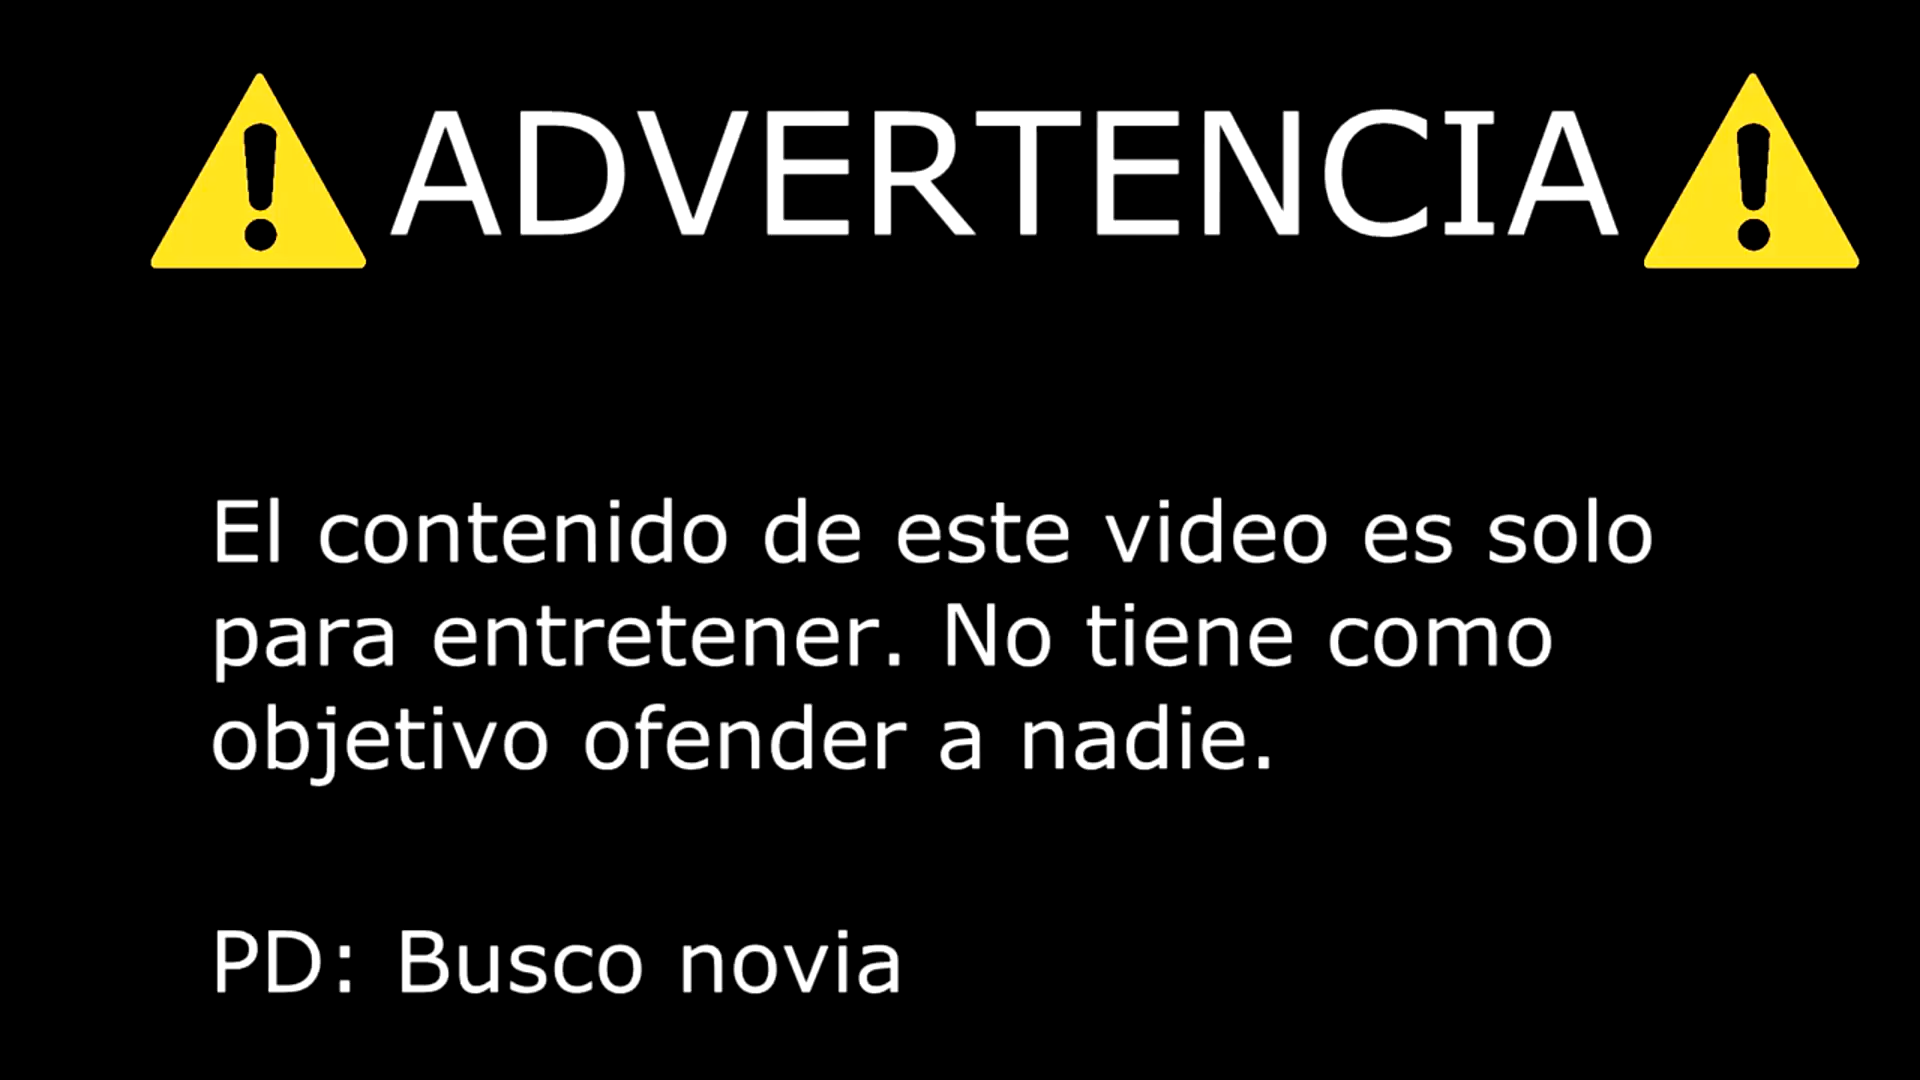 ADVERTENCIA
El contenido de este video es solo
para entretener. No tiene como
objetivo ofender a nadie.
PD: Busco novia